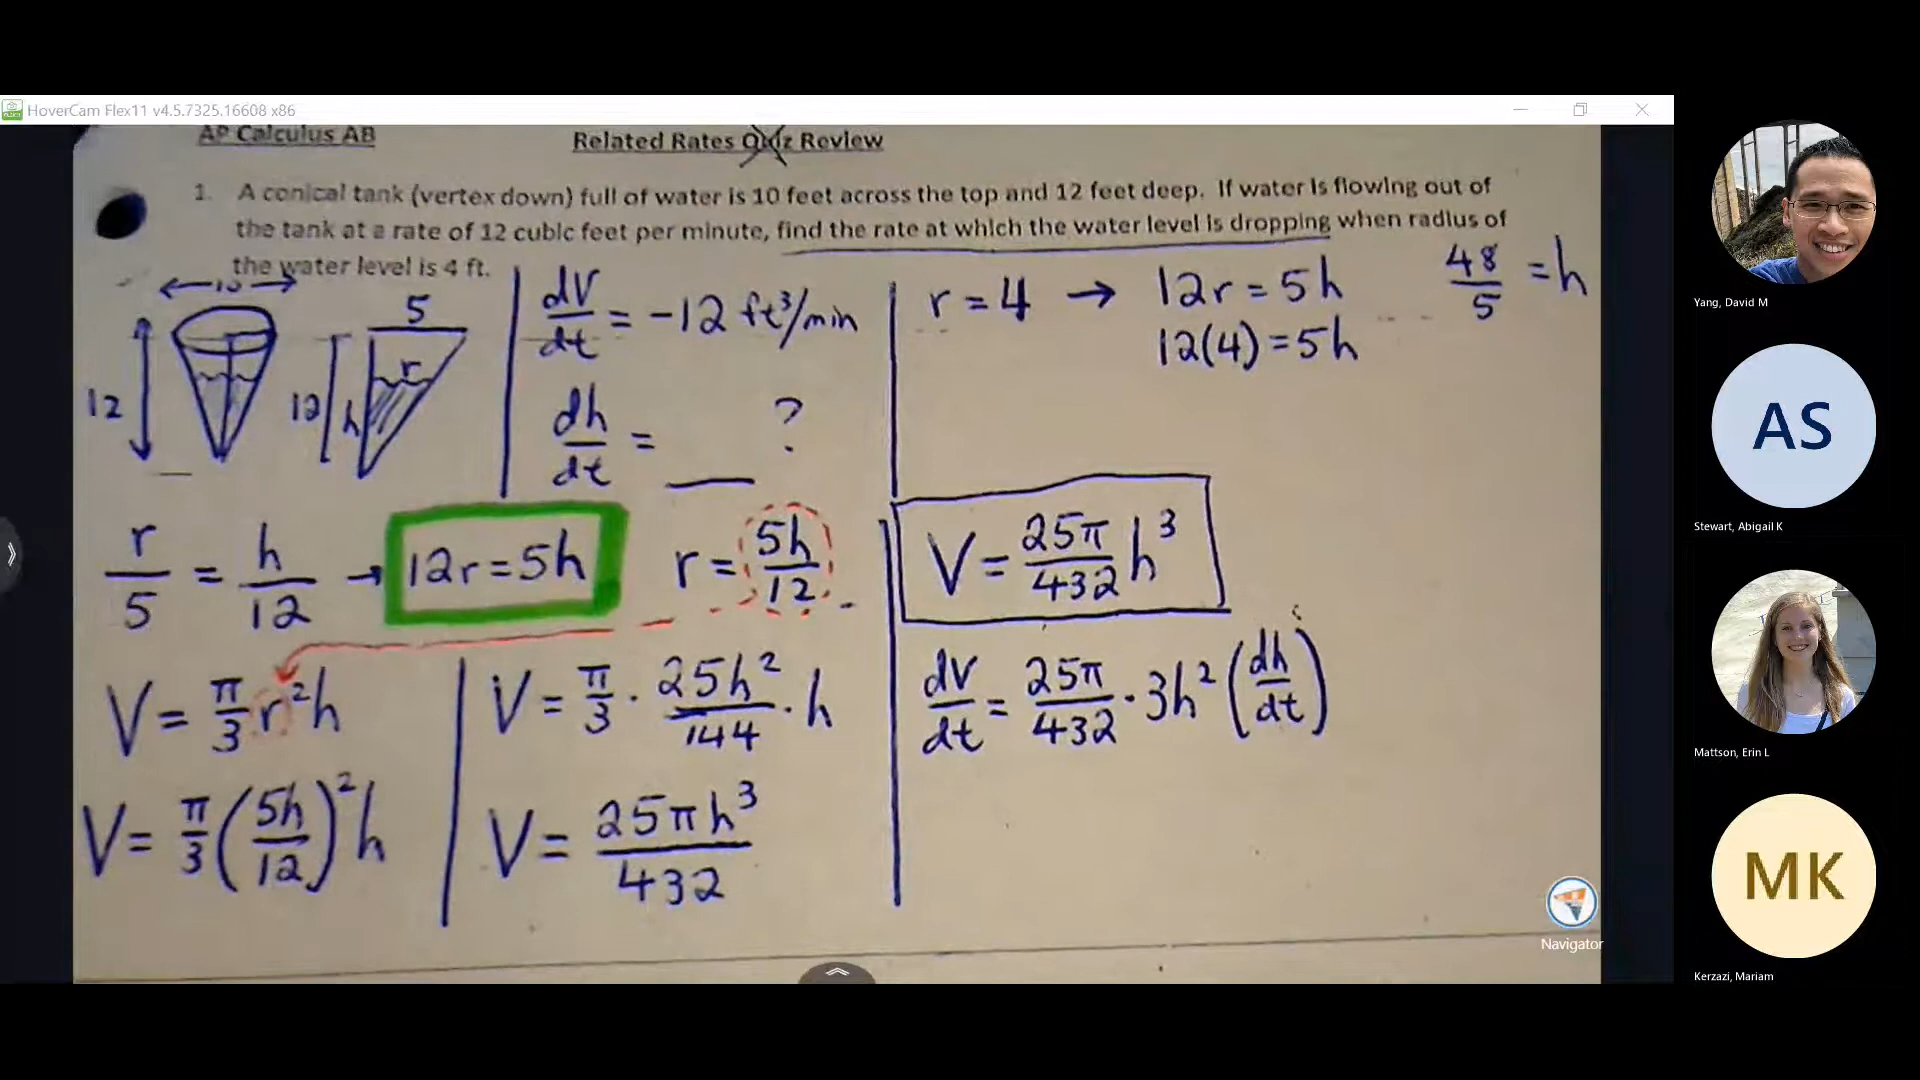 HoverCam Flex11 v4.5.7325.16608 x86
AP Calculus AB
Related Rates Quiz Review
1. A conical tank (vertex down) full of water is 10 feet across the top and 12 feet deep. If water is flowing out of
the tank at a rate of 12 cubic feet per minute, find the rate at which the water level is dropping when radius of
the water level is 4 ft.
10
12
5
r
12
h
dV/dt = -12 ft³/min
dh/dt = ___ ?
r = 4 → 12r = 5h
12(4) = 5h
48/5 = h
r/5 = h/12 → 12r = 5h
r = 5h/12
V = π/3 r²h
V = π/3 (5h/12)² h
V = π/3 · 25h²/144 · h
V = 25πh³/432
V = 25π/432 h³
dV/dt = 25π/432 · 3h² (dh/dt)
Navigator
Yang, David M
AS
Stewart, Abigail K
Mattson, Erin L
MK
Kerzazi, Mariam